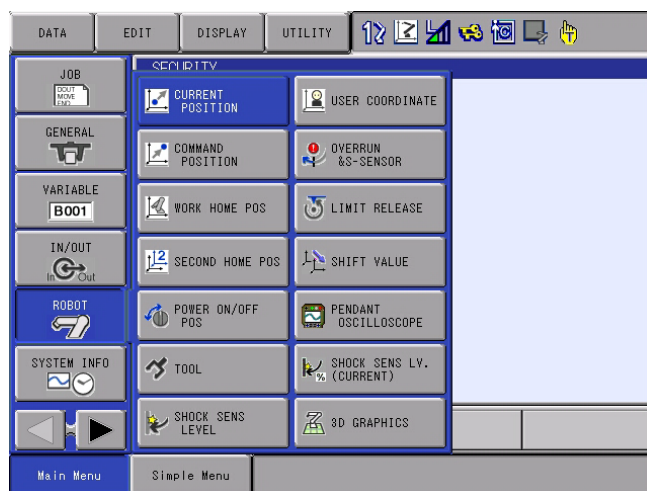 DATA
EDIT
DISPLAY
UTILITY
JOB
DOUT
MOVE
END
GENERAL
VARIABLE
B001
IN/OUT
In Out
ROBOT
SYSTEM INFO
SECURITY
CURRENT
POSITION
USER COORDINATE
COMMAND
POSITION
OVERRUN
&S-SENSOR
WORK HOME POS
LIMIT RELEASE
2
SECOND HOME POS
SHIFT VALUE
POWER ON/OFF
POS
PENDANT
OSCILLOSCOPE
TOOL
%
SHOCK SENS LV.
(CURRENT)
SHOCK SENS
LEVEL
3D GRAPHICS
Main Menu
Simple Menu